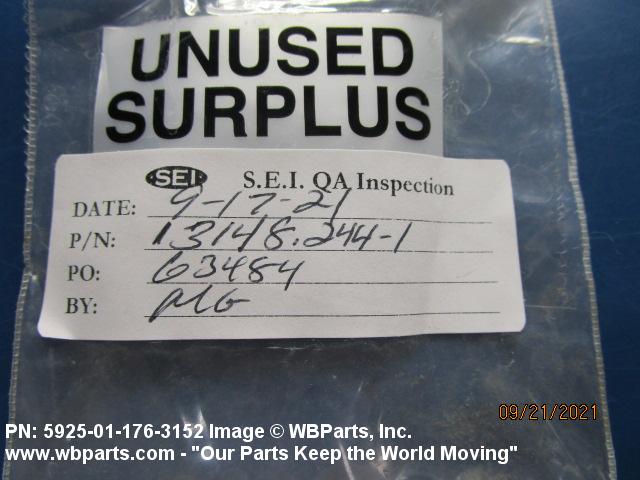 UNUSED
SURPLUS
SEI S.E.I. QA Inspection
DATE: 9-17-21
P/N: 13148.244-1
PO: 63484
BY: MG
09/21/2021
PN: 5925-01-176-3152 Image © WBParts, Inc.
www.wbparts.com - "Our Parts Keep the World Moving"